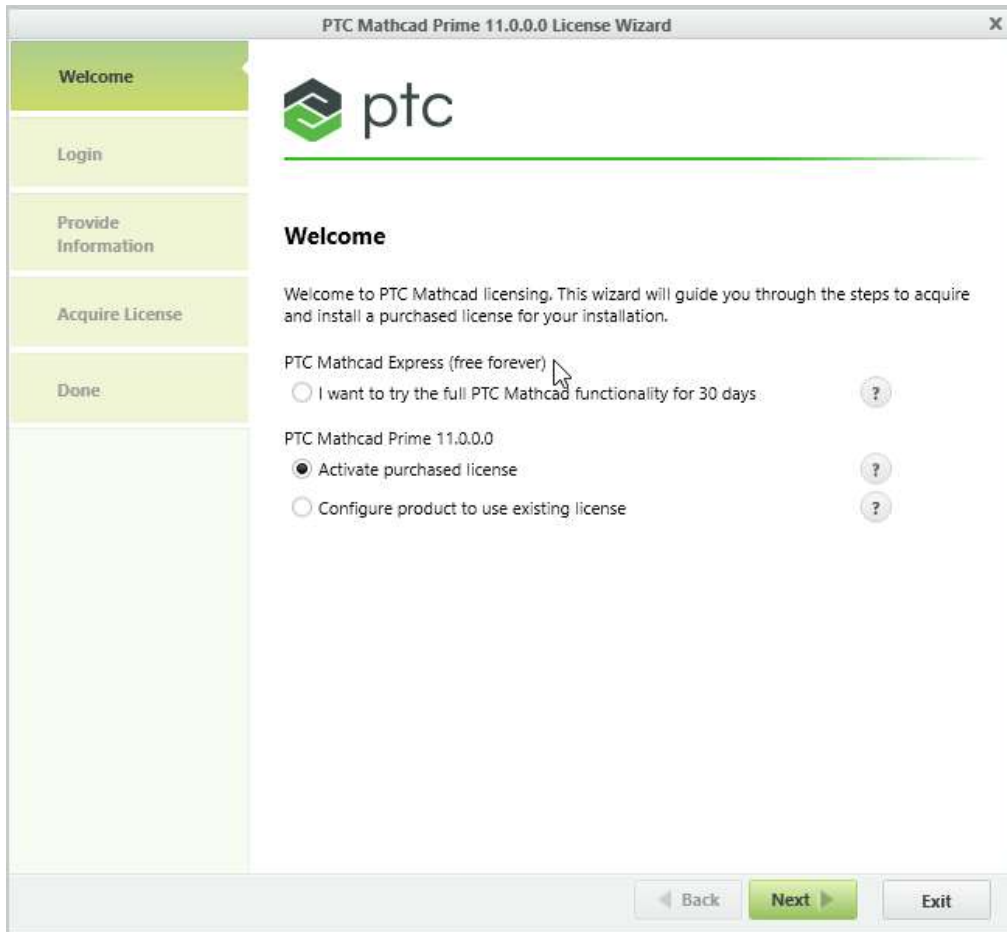 PTC Mathcad Prime 11.0.0.0 License Wizard
X
Welcome
Login
Provide
Information
Acquire License
Done
ptc
Welcome
Welcome to PTC Mathcad licensing. This wizard will guide you through the steps to acquire
and install a purchased license for your installation.
PTC Mathcad Express (free forever)
I want to try the full PTC Mathcad functionality for 30 days
?
PTC Mathcad Prime 11.0.0.0
Activate purchased license
?
Configure product to use existing license
?
Back
Next
Exit